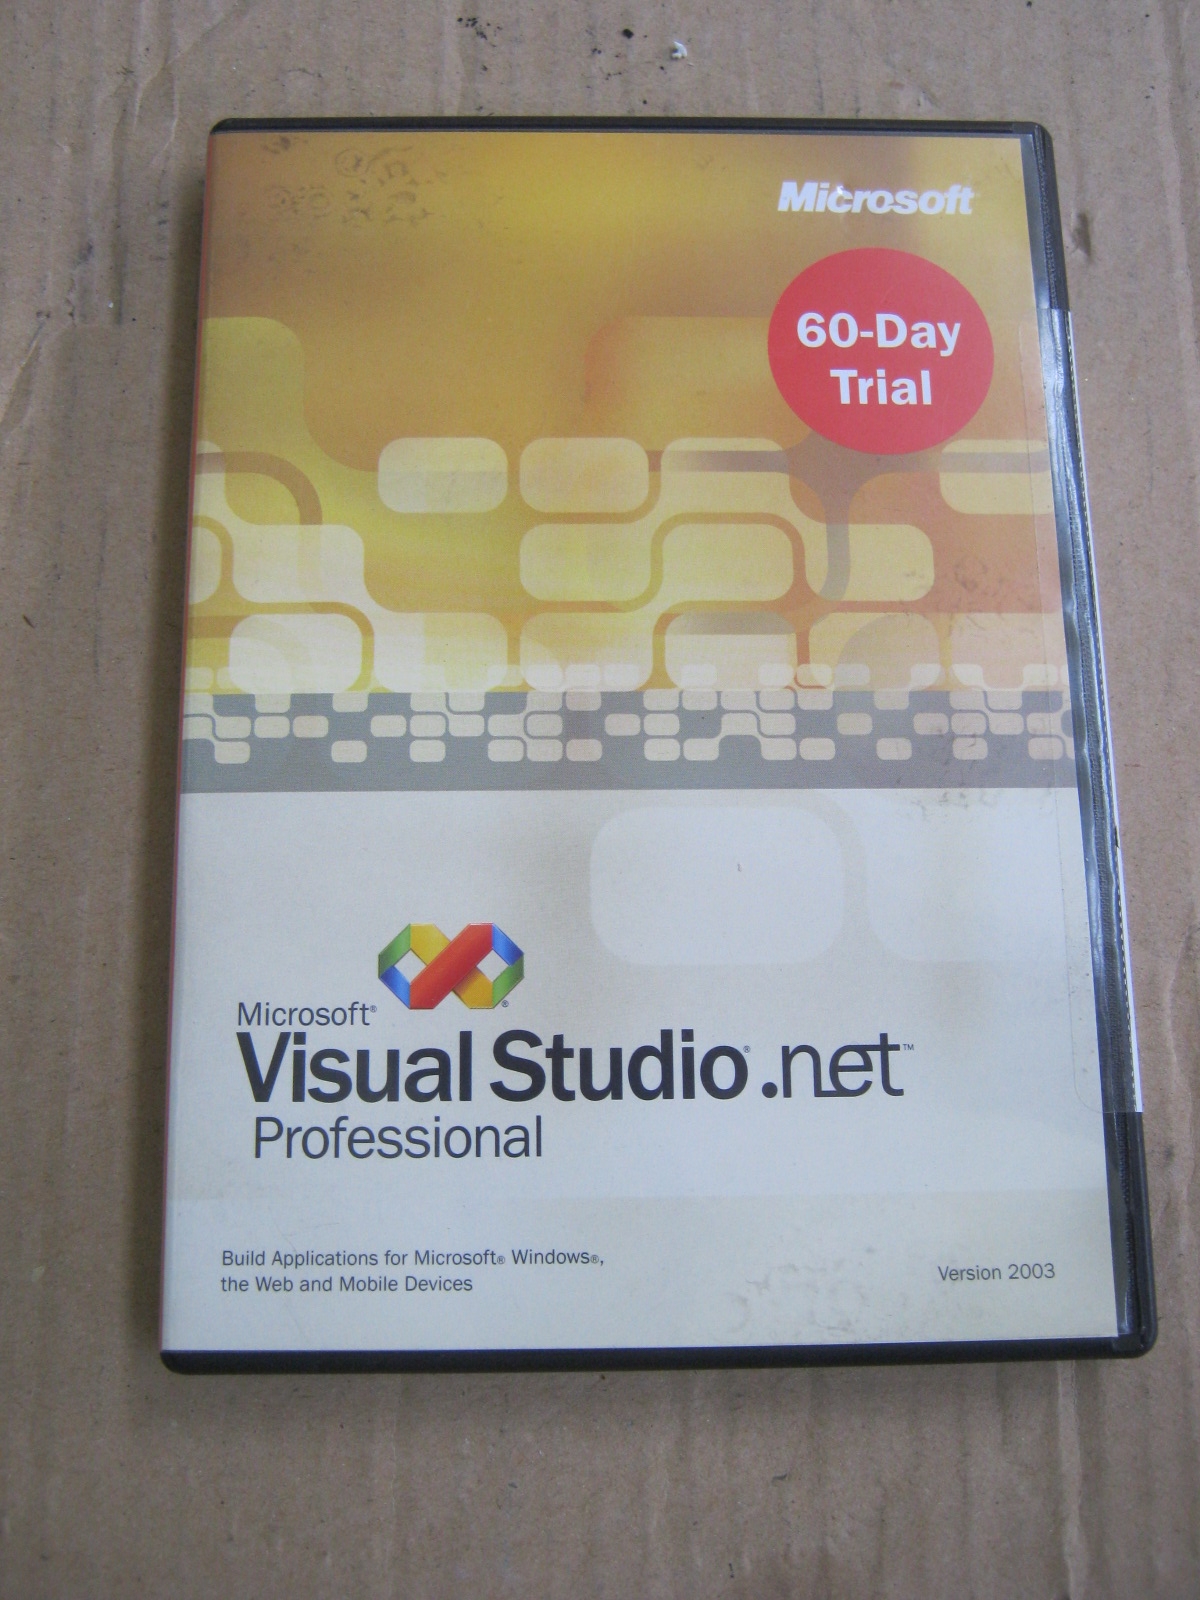 Microsoft
60-Day
Trial
Microsoft®
Visual Studio® .net™
Professional
Build Applications for Microsoft® Windows®,
the Web and Mobile Devices
Version 2003